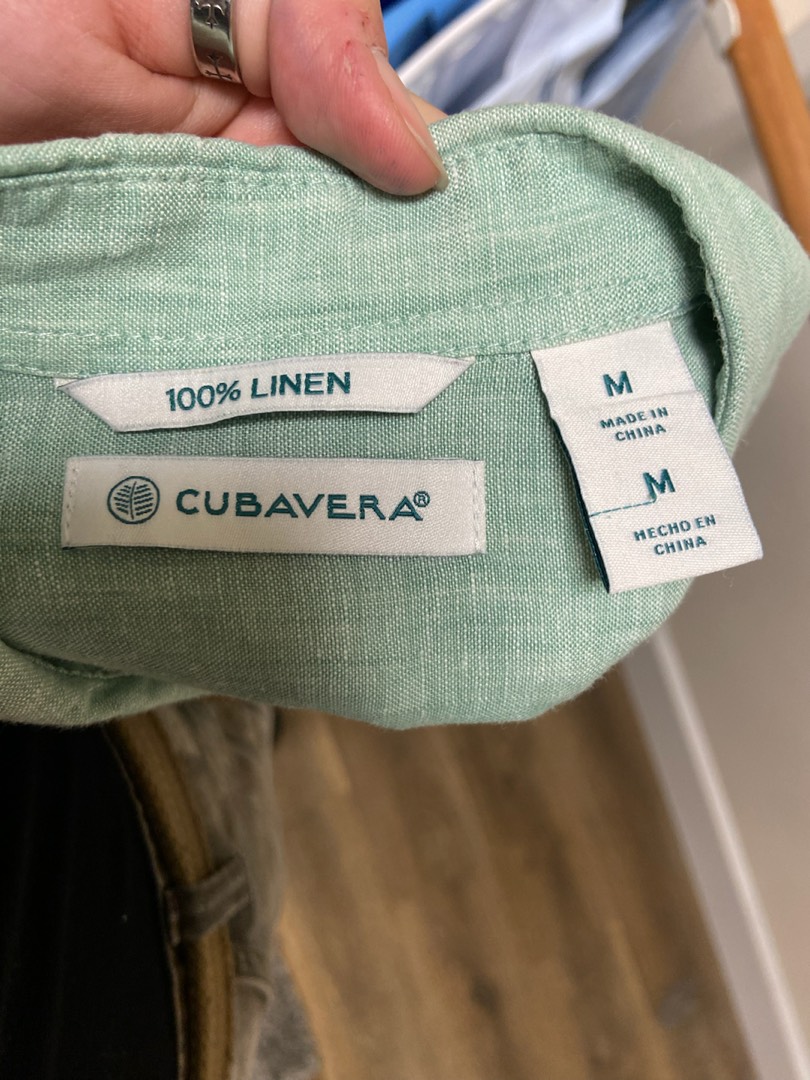 100% LINEN
CUBAVERA®
M
MADE IN
CHINA
M
HECHO EN
CHINA